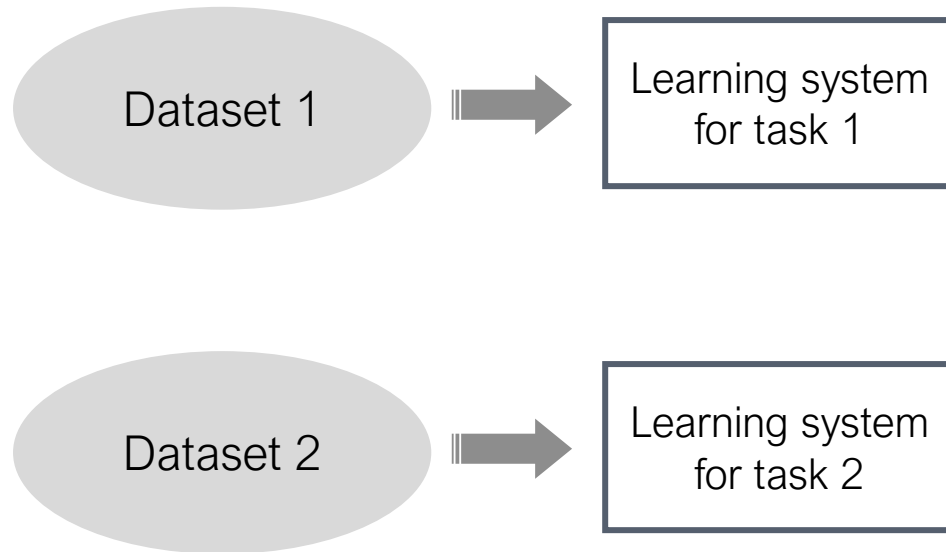 Dataset 1
Learning system
for task 1
Dataset 2
Learning system
for task 2